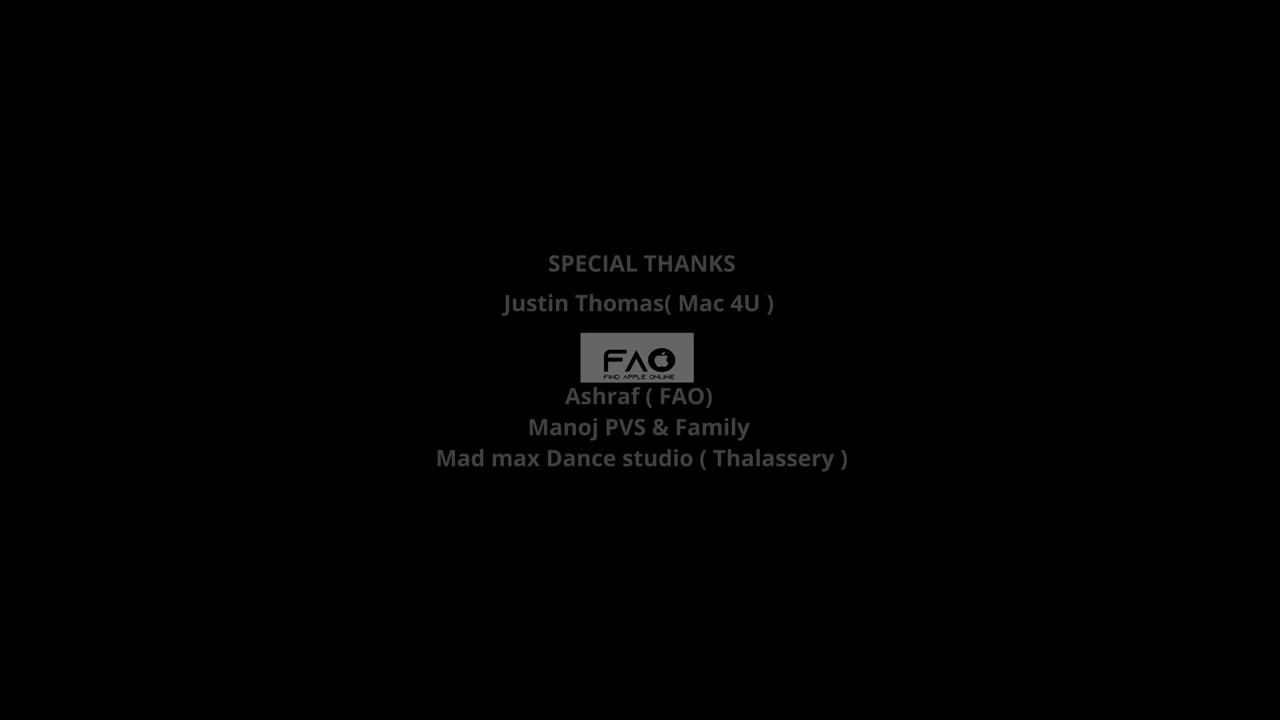 SPECIAL THANKS
Justin Thomas( Mac 4U )
FAO
FIND APPLE ONLINE
Ashraf ( FAO)
Manoj PVS & Family
Mad max Dance studio ( Thalassery )